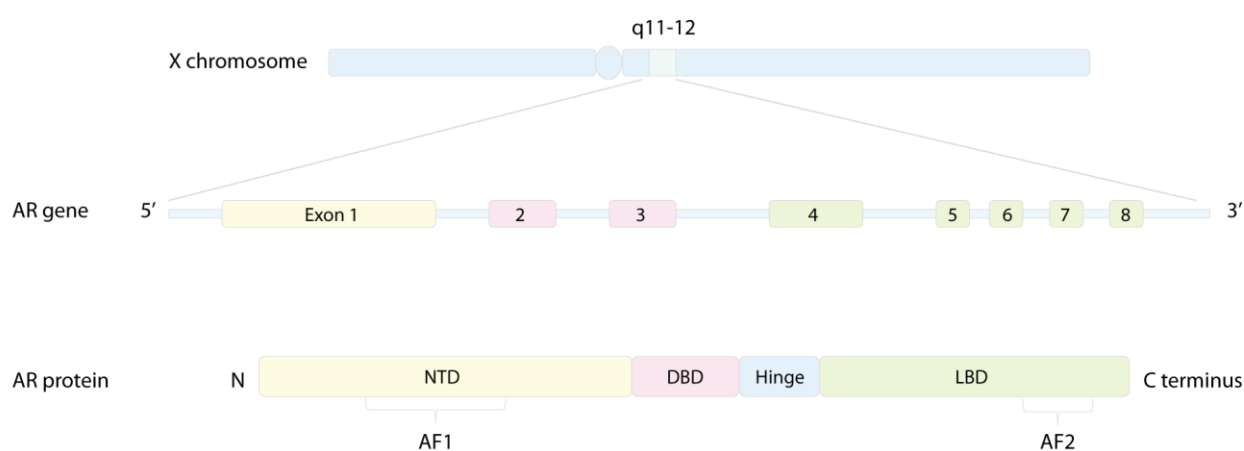 q11-12
X chromosome
AR gene 5′ Exon 1 2 3 4 5 6 7 8 3′
AR protein N NTD DBD Hinge LBD C terminus
AF1 AF2